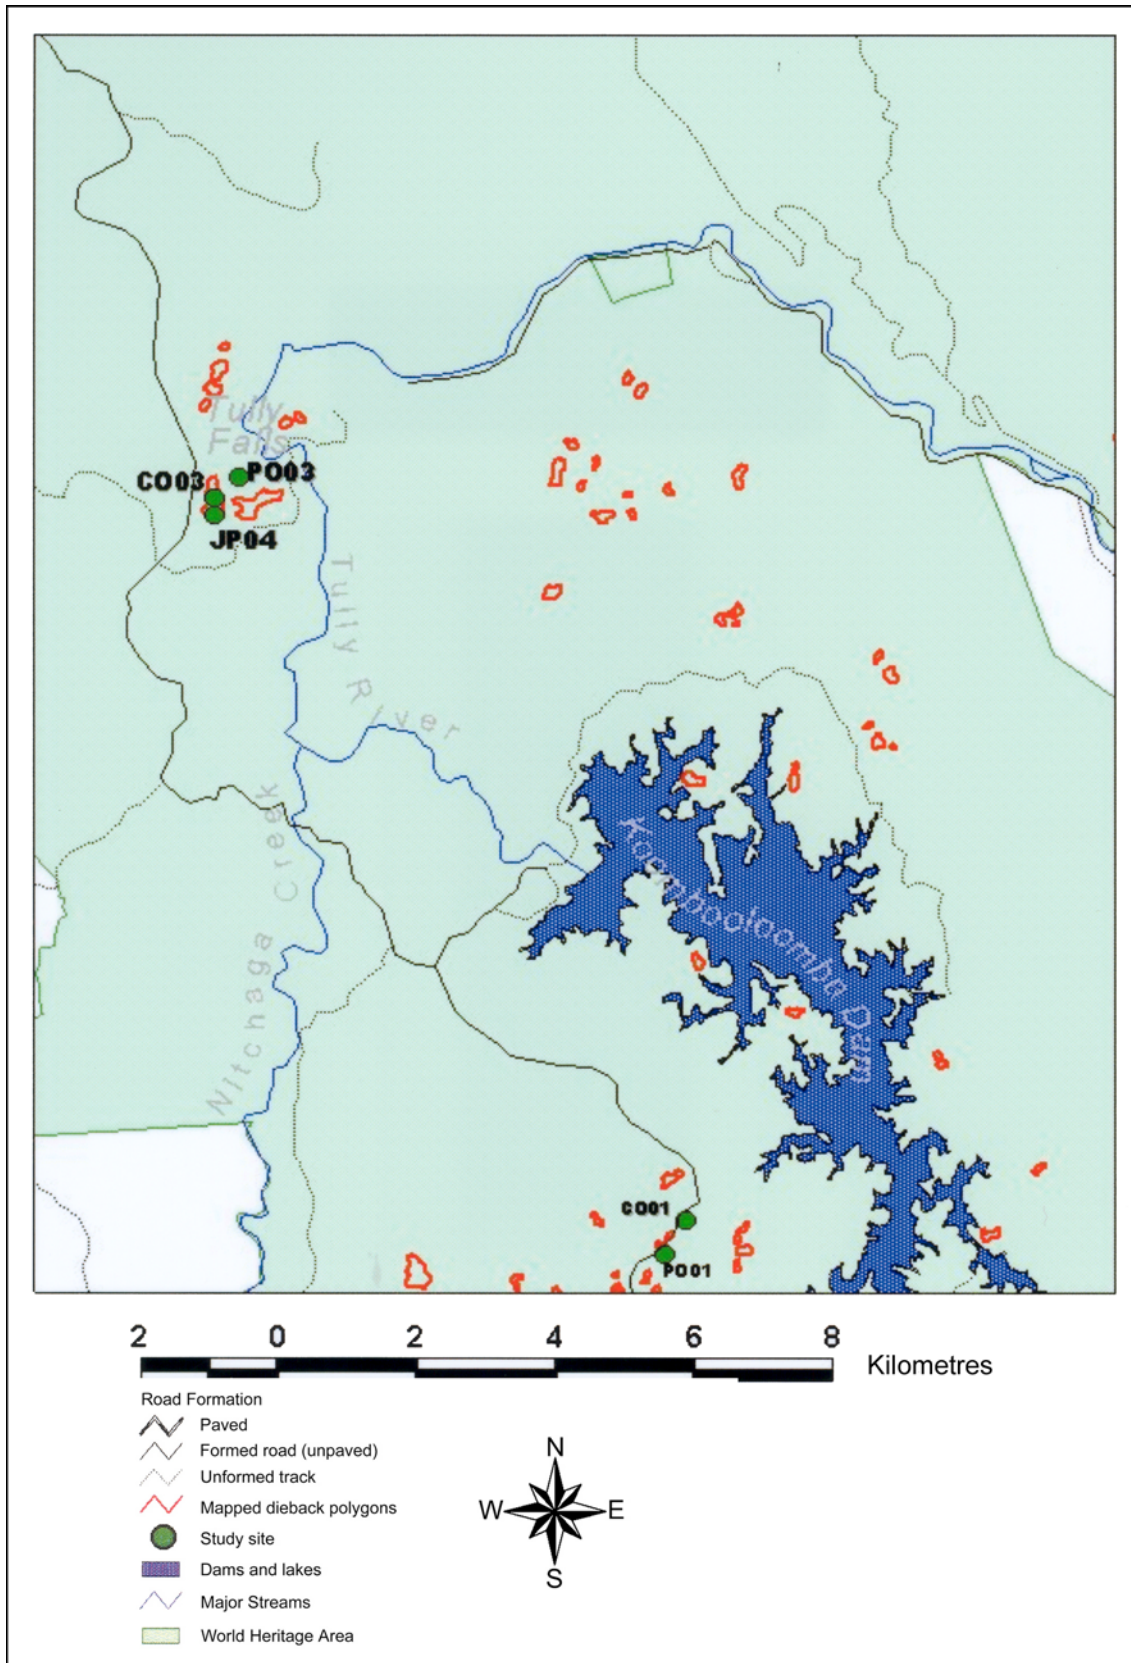 Tully
Falls
CO03
PO03
JP04
Tully River
Koombooloomba Dam
Nitchaga Creek
CO01
PO01
2 0 2 4 6 8
Kilometres
Road Formation
Paved
Formed road (unpaved)
Unformed track
Mapped dieback polygons
Study site
Dams and lakes
Major Streams
World Heritage Area
N
W E
S